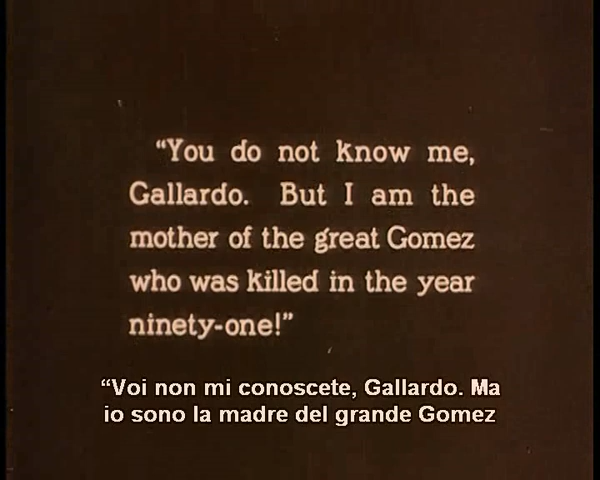 “You do not know me,
Gallardo. But I am the
mother of the great Gomez
who was killed in the year
ninety-one!”
“Voi non mi conoscete, Gallardo. Ma
io sono la madre del grande Gomez